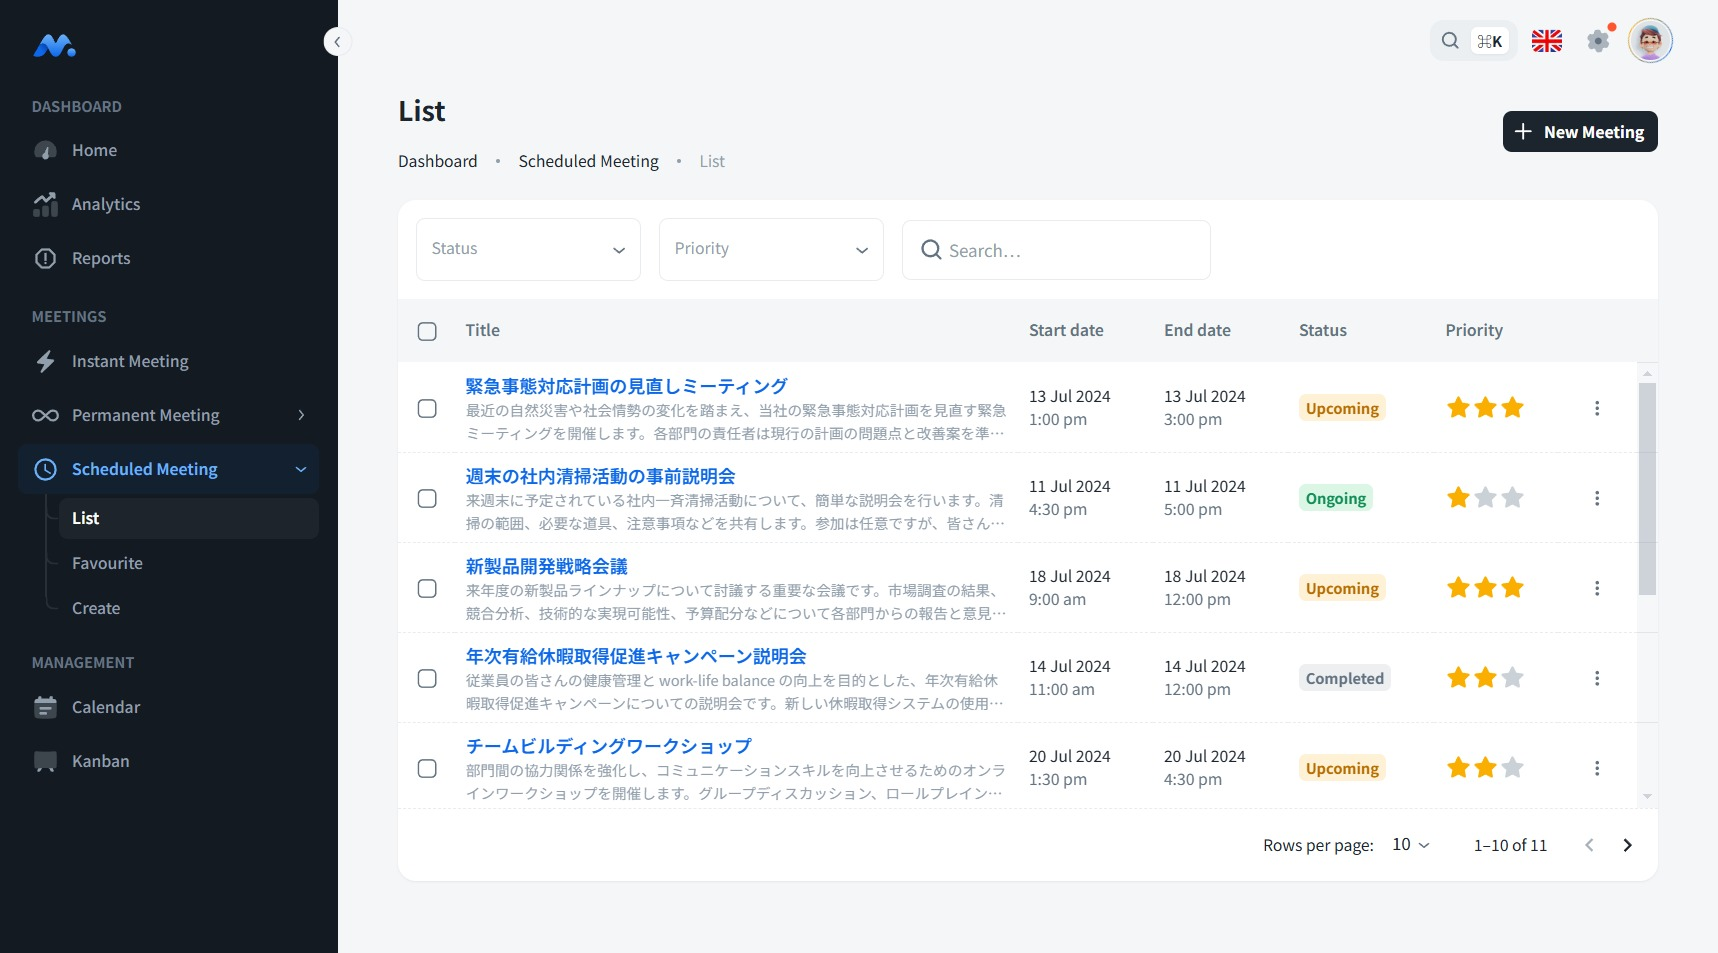 DASHBOARD
Home
Analytics
Reports
MEETINGS
Instant Meeting
Permanent Meeting
Scheduled Meeting
List
Favourite
Create
MANAGEMENT
Calendar
Kanban
⌘K
List
Dashboard • Scheduled Meeting • List
New Meeting
Status
Priority
Search…
Title Start date End date Status Priority
緊急事態対応計画の見直しミーティング
最近の自然災害や社会情勢の変化を踏まえ、当社の緊急事態対応計画を見直す緊急
ミーティングを開催します。各部門の責任者は現行の計画の問題点と改善案を準…
13 Jul 2024
1:00 pm
13 Jul 2024
3:00 pm
Upcoming
週末の社内清掃活動の事前説明会
来週末に予定されている社内一斉清掃活動について、簡単な説明会を行います。清
掃の範囲、必要な道具、注意事項などを共有します。参加は任意ですが、皆さん…
11 Jul 2024
4:30 pm
11 Jul 2024
5:00 pm
Ongoing
新製品開発戦略会議
来年度の新製品ラインナップについて討議する重要な会議です。市場調査の結果、
競合分析、技術的な実現可能性、予算配分などについて各部門からの報告と意見…
18 Jul 2024
9:00 am
18 Jul 2024
12:00 pm
Upcoming
年次有給休暇取得促進キャンペーン説明会
従業員の皆さんの健康管理と work-life balance の向上を目的とした、年次有給休
暇取得促進キャンペーンについての説明会です。新しい休暇取得システムの使用…
14 Jul 2024
11:00 am
14 Jul 2024
12:00 pm
Completed
チームビルディングワークショップ
部門間の協力関係を強化し、コミュニケーションスキルを向上させるためのオンラ
インワークショップを開催します。グループディスカッション、ロールプレイン…
20 Jul 2024
1:30 pm
20 Jul 2024
4:30 pm
Upcoming
Rows per page: 10 1–10 of 11